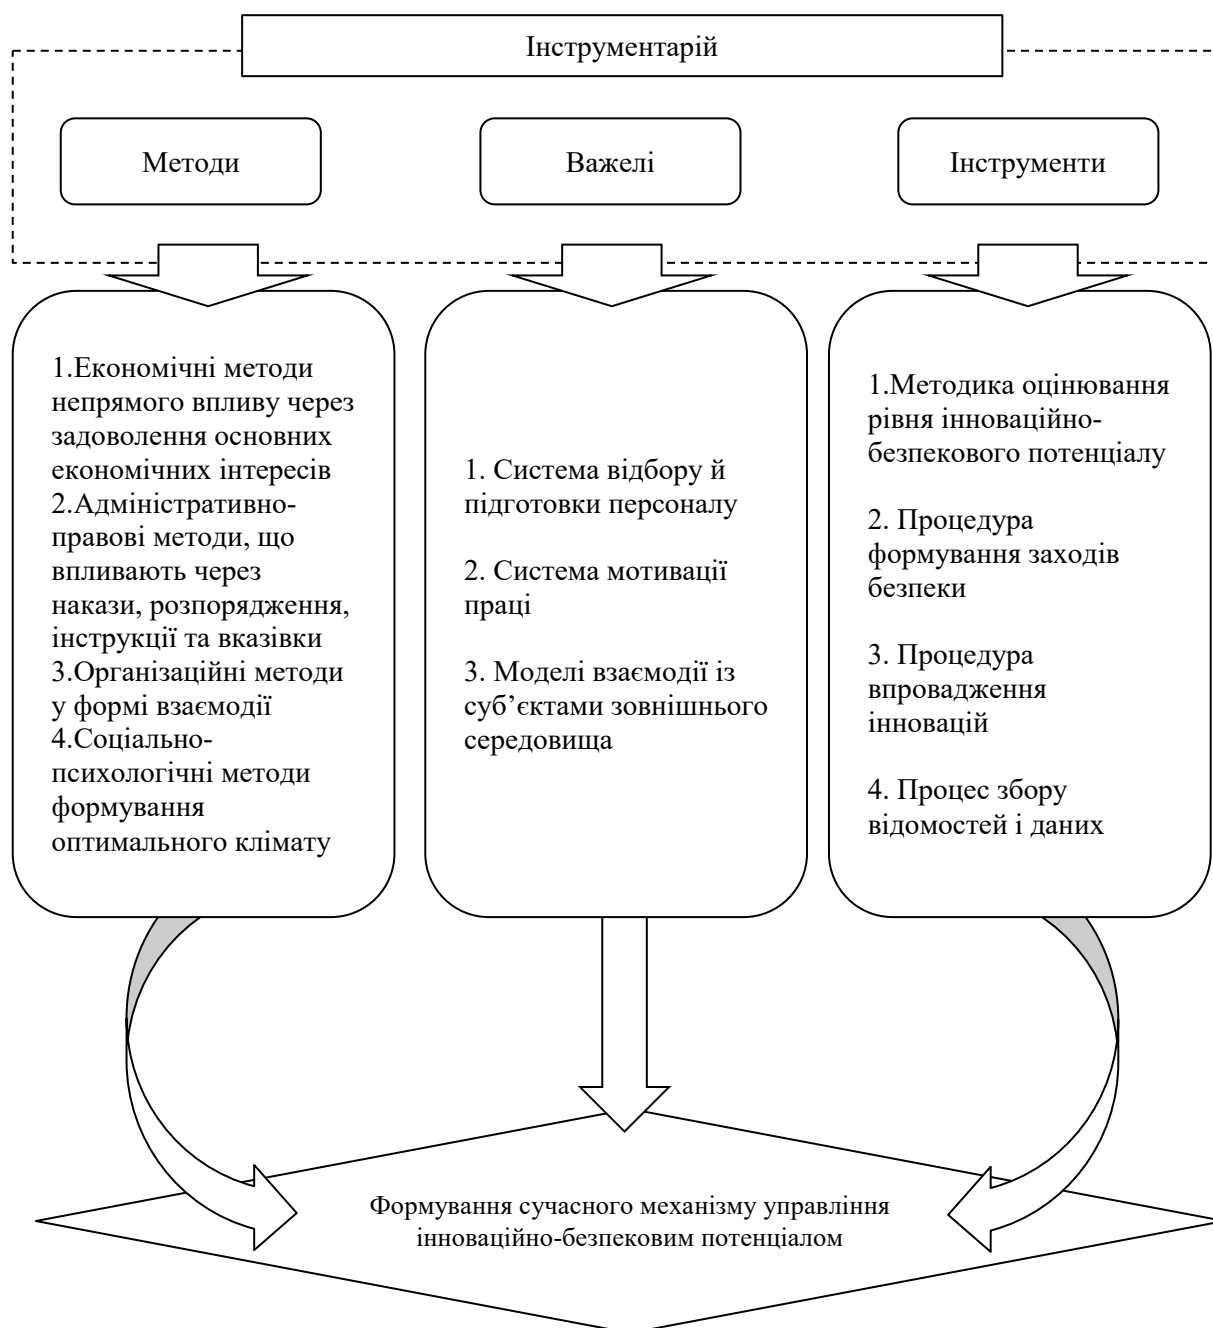 Інструментарій
Методи
Важелі
Інструменти
1.Економічні методи
непрямого впливу через
задоволення основних
економічних інтересів
2.Адміністративно-
правові методи, що
впливають через
накази, розпорядження,
інструкції та вказівки
3.Організаційні методи
у формі взаємодії
4.Соціально-
психологічні методи
формування
оптимального клімату
1. Система відбору й
підготовки персоналу
2. Система мотивації
праці
3. Моделі взаємодії із
суб’єктами зовнішнього
середовища
1.Методика оцінювання
рівня інноваційно-
безпекового потенціалу
2. Процедура
формування заходів
безпеки
3. Процедура
впровадження
інновацій
4. Процес збору
відомостей і даних
Формування сучасного механізму управління
інноваційно-безпековим потенціалом